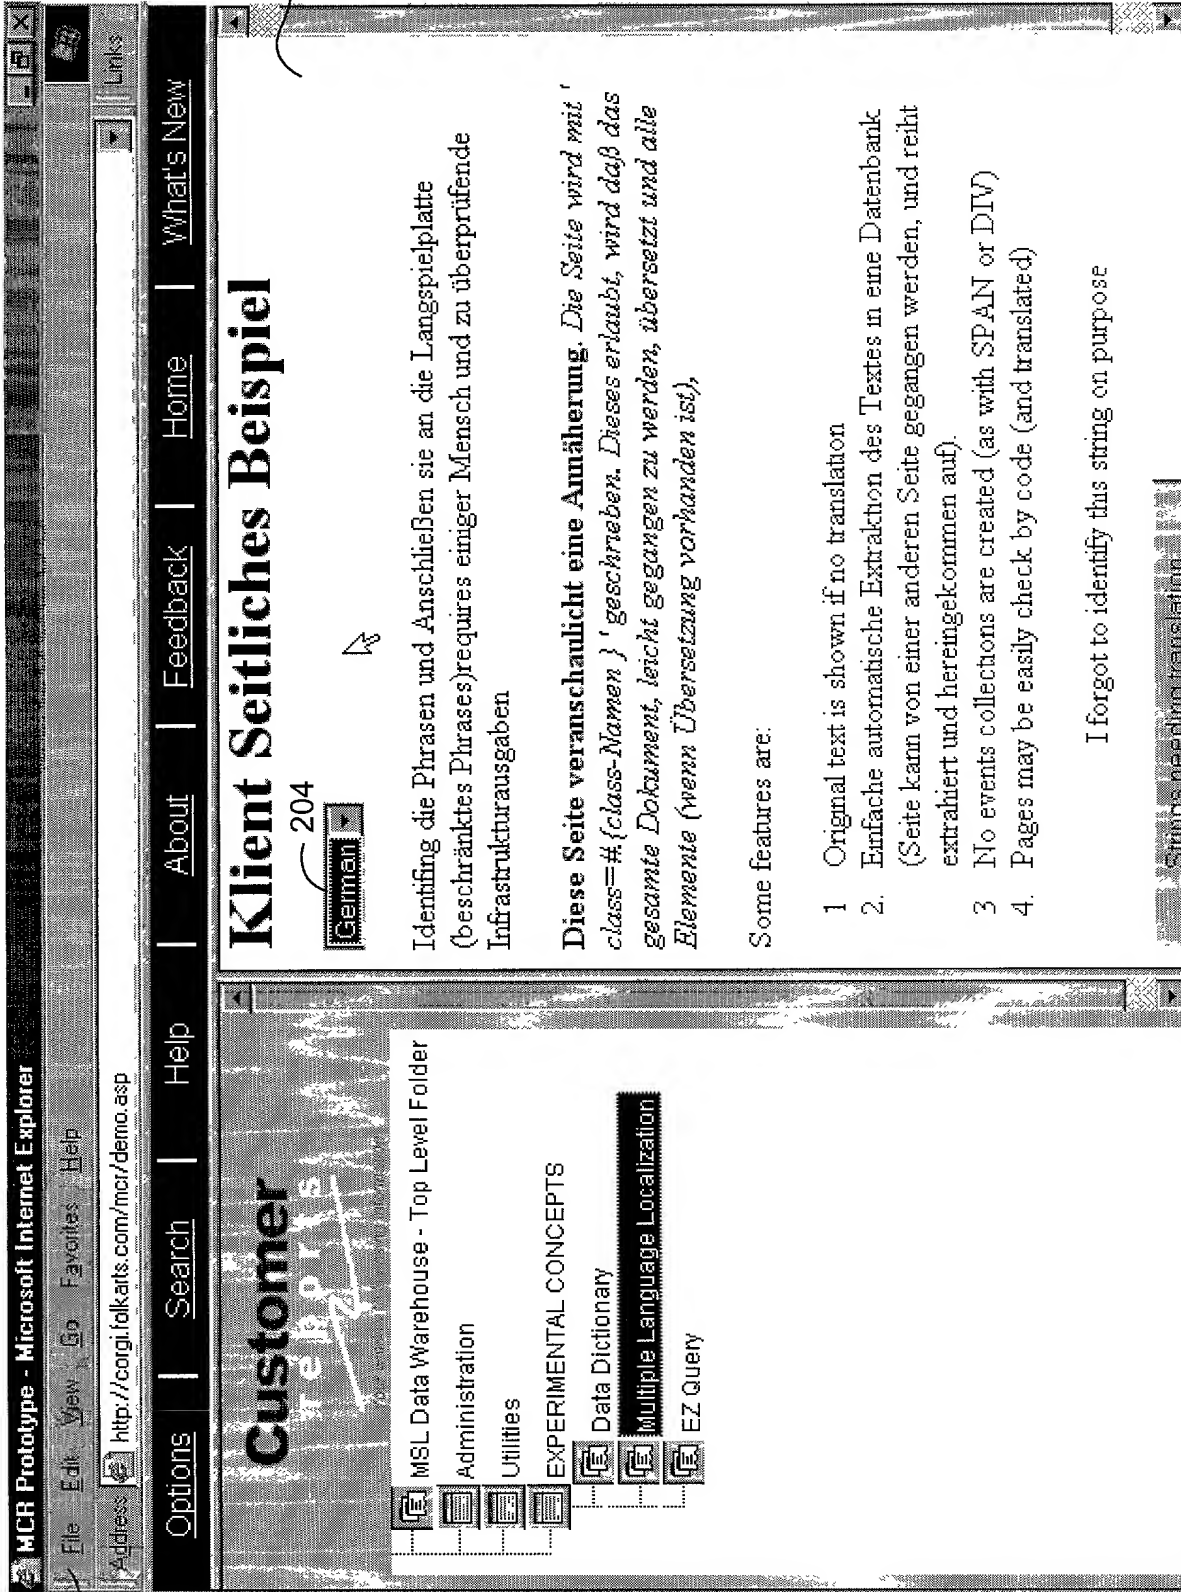 MCR Prototype - Microsoft Internet Explorer
File Edit View Go Favorites Help
Address http://corgi.folkarts.com/mcr/demo.asp Links
Options | Search | Help | About | Feedback | Home | What's New
Customer
reports
MSL Data Warehouse - Top Level Folder
Administration
Utilities
EXPERIMENTAL CONCEPTS
Data Dictionary
Multiple Language Localization
EZ Query
Klient Seitliches Beispiel
German 204
Identifing die Phrasen und Anschließen sie an die Langspielplatte
(beschränktes Phrases)requires einiger Mensch und zu überprüfende
Infrastrukturausgaben
Diese Seite veranschaulicht eine Annäherung. Die Seite wird mit '
class=#{class-Namen } ' geschrieben. Dieses erlaubt, wird daß das
gesamte Dokument, leicht gegangen zu werden, übersetzt und alle
Elemente (wenn Übersetzung vorhanden ist),
Some features are:
1 Original text is shown if no translation
2. Einfache automatische Extraktion des Textes in eine Datenbank
(Seite kann von einer anderen Seite gegangen werden, und reiht
extrahiert und hereingekommen auf).
3 No events collections are created (as with SPAN or DIV)
4. Pages may be easily check by code (and translated)
I forgot to identify this string on purpose
Strings needing translation